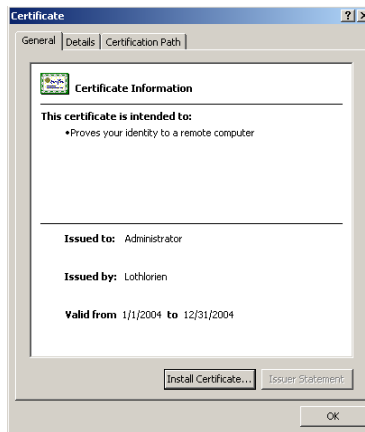 Certificate
General Details Certification Path
Certificate Information
This certificate is intended to:
•Proves your identity to a remote computer
Issued to: Administrator
Issued by: Lothlorien
Valid from 1/1/2004 to 12/31/2004
Install Certificate... Issuer Statement
OK